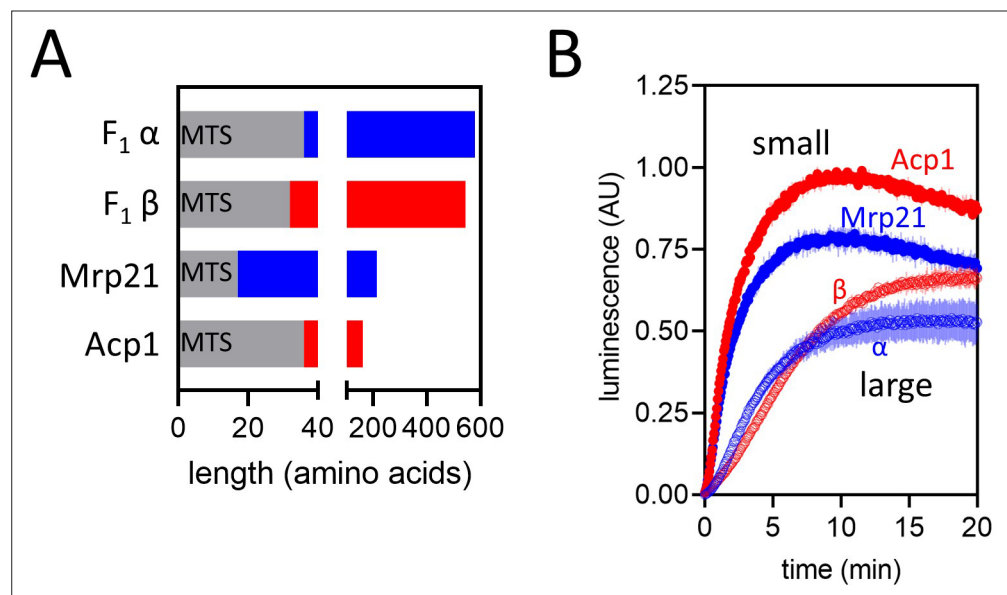 A
F₁ α
MTS
F₁ β
MTS
Mrp21
MTS
Acp1
MTS
0 20 40 200 400 600
length (amino acids)
B
1.25
1.00
0.75
0.50
0.25
0.00
luminescence (AU)
small
Acp1
Mrp21
β
α
large
0 5 10 15 20
time (min)